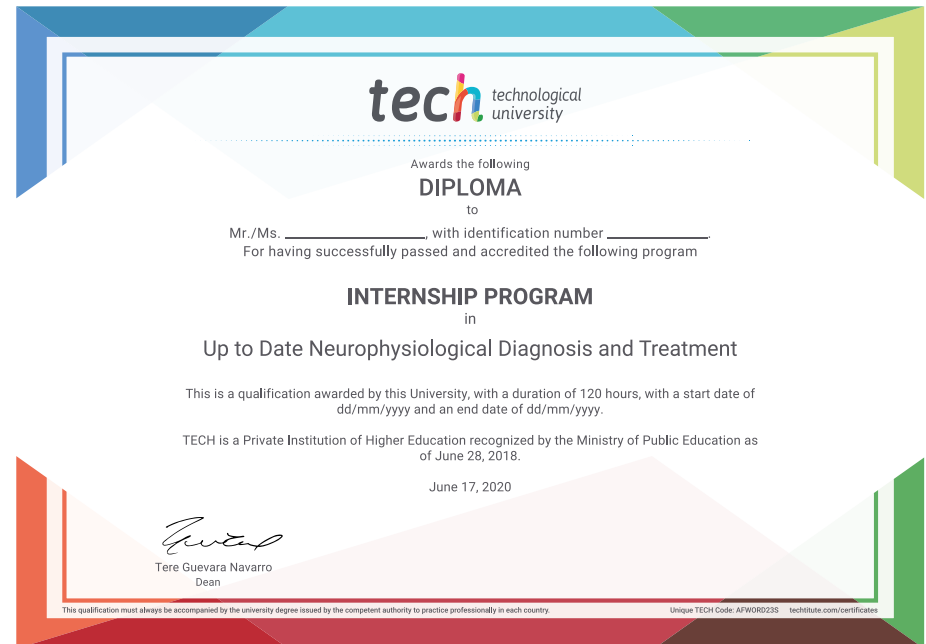 tech technological
university
Awards the following
DIPLOMA
to
Mr./Ms. ____________________, with identification number ______________.
For having successfully passed and accredited the following program
INTERNSHIP PROGRAM
in
Up to Date Neurophysiological Diagnosis and Treatment
This is a qualification awarded by this University, with a duration of 120 hours, with a start date of
dd/mm/yyyy and an end date of dd/mm/yyyy.
TECH is a Private Institution of Higher Education recognized by the Ministry of Public Education as
of June 28, 2018.
June 17, 2020
Tere Guevara Navarro
Dean
This qualification must always be accompanied by the university degree issued by the competent authority to practice professionally in each country.
Unique TECH Code: AFWORD23S techtitute.com/certificates